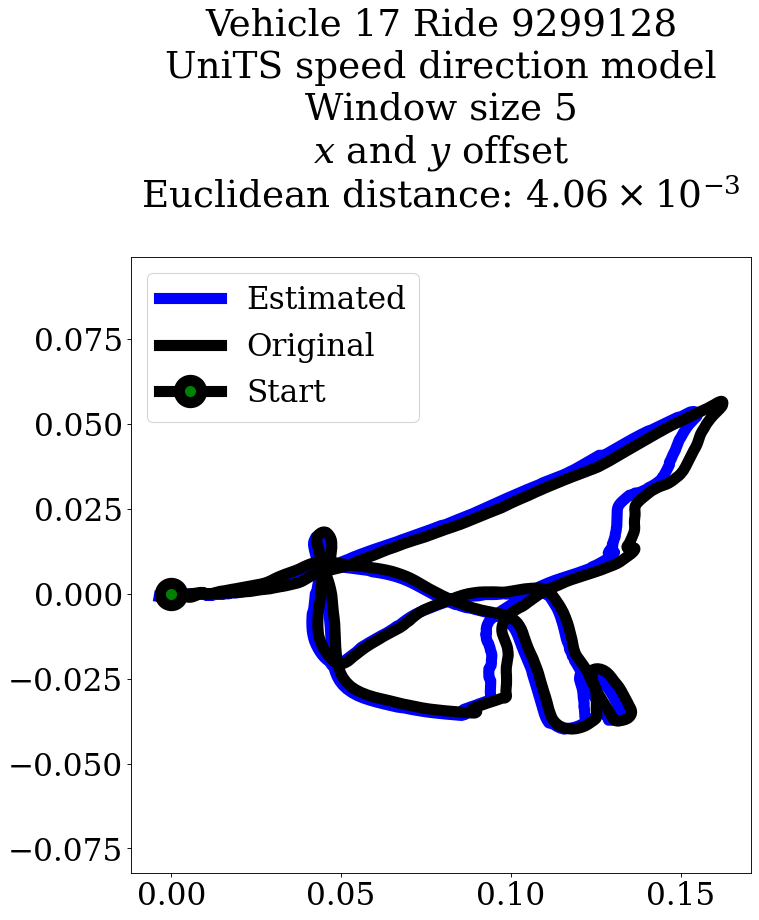 Vehicle 17 Ride 9299128
UniTS speed direction model
Window size 5
x and y offset
Euclidean distance: 4.06 × 10⁻³
Estimated
Original
Start
0.075
0.050
0.025
0.000
−0.025
−0.050
−0.075
0.00 0.05 0.10 0.15